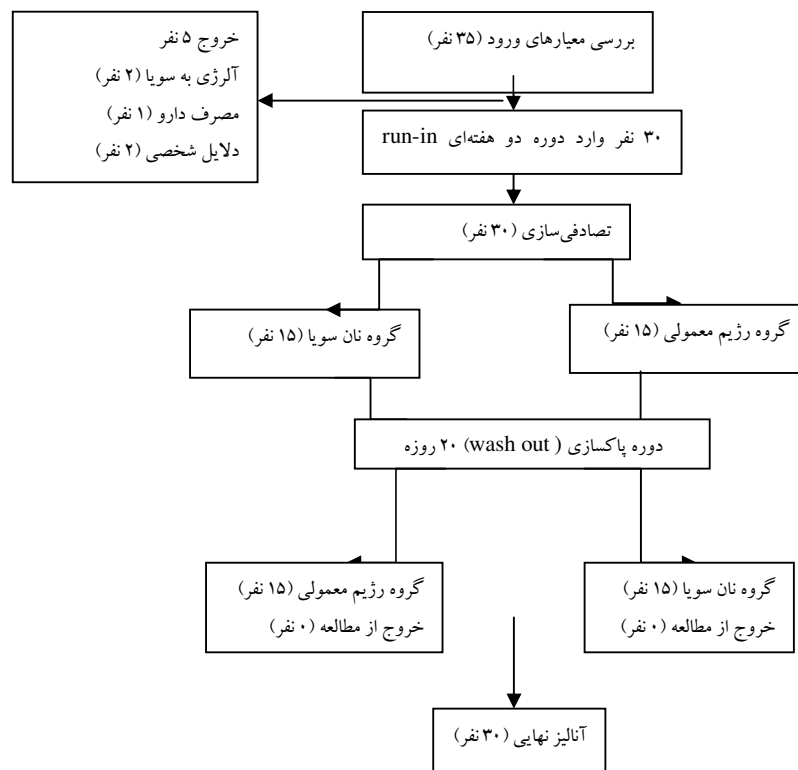 بررسی معیارهای ورود (۳۵ نفر)
خروج ۵ نفر
آلرژی به سویا (۲ نفر)
مصرف دارو (۱ نفر)
دلایل شخصی (۲ نفر)
۳۰ نفر وارد دوره دو هفته‌ای run-in
تصادفی‌سازی (۳۰ نفر)
گروه رژیم معمولی (۱۵ نفر)
گروه نان سویا (۱۵ نفر)
دوره پاکسازی (wash out) ۲۰ روزه
گروه نان سویا (۱۵ نفر)
خروج از مطالعه (۰ نفر)
گروه رژیم معمولی (۱۵ نفر)
خروج از مطالعه (۰ نفر)
آنالیز نهایی (۳۰ نفر)